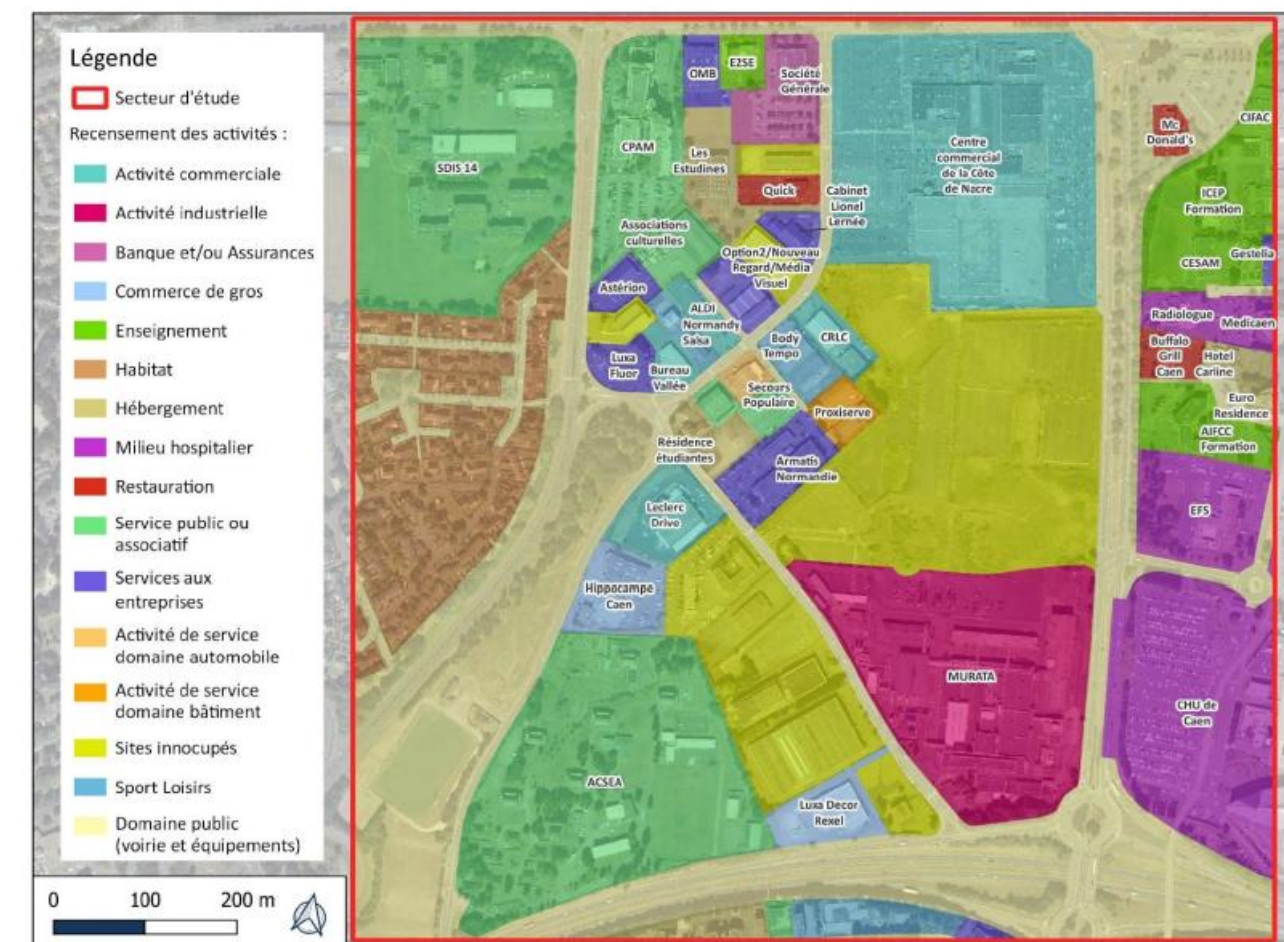 Légende
Secteur d'étude
Recensement des activités :
Activité commerciale
Activité industrielle
Banque et/ou Assurances
Commerce de gros
Enseignement
Habitat
Hébergement
Milieu hospitalier
Restauration
Service public ou
associatif
Services aux
entreprises
Activité de service
domaine automobile
Activité de service
domaine bâtiment
Sites innocupés
Sport Loisirs
Domaine public
(voirie et équipements)
0 100 200 m
SDIS 14
CPAM
OMB
E2SE
Société
Générale
Les
Estudines
Quick
Cabinet
Lionel
Lernée
Centre
commercial
de la Côte
de Nacre
Mc
Donald's
CIFAC
ICEP
Formation
CESAM
Gestelia
Associations
culturelles
Option2/Nouveau
Regard/Média
Visuel
Astérion
ALDI
Normandy
Salsa
Luxa
Fluor
Bureau
Vallée
Body
Tempo
CRLC
Secours
Populaire
Proxiserve
Radiologue
Medicaen
Buffalo
Grill
Caen
Hotel
Carline
Euro
Residence
AIFCC
Formation
Résidence
étudiantes
Armatis
Normandie
EFS
Leclerc
Drive
Hippocampe
Caen
MURATA
CHU de
Caen
ACSEA
Luxa Decor
Rexel